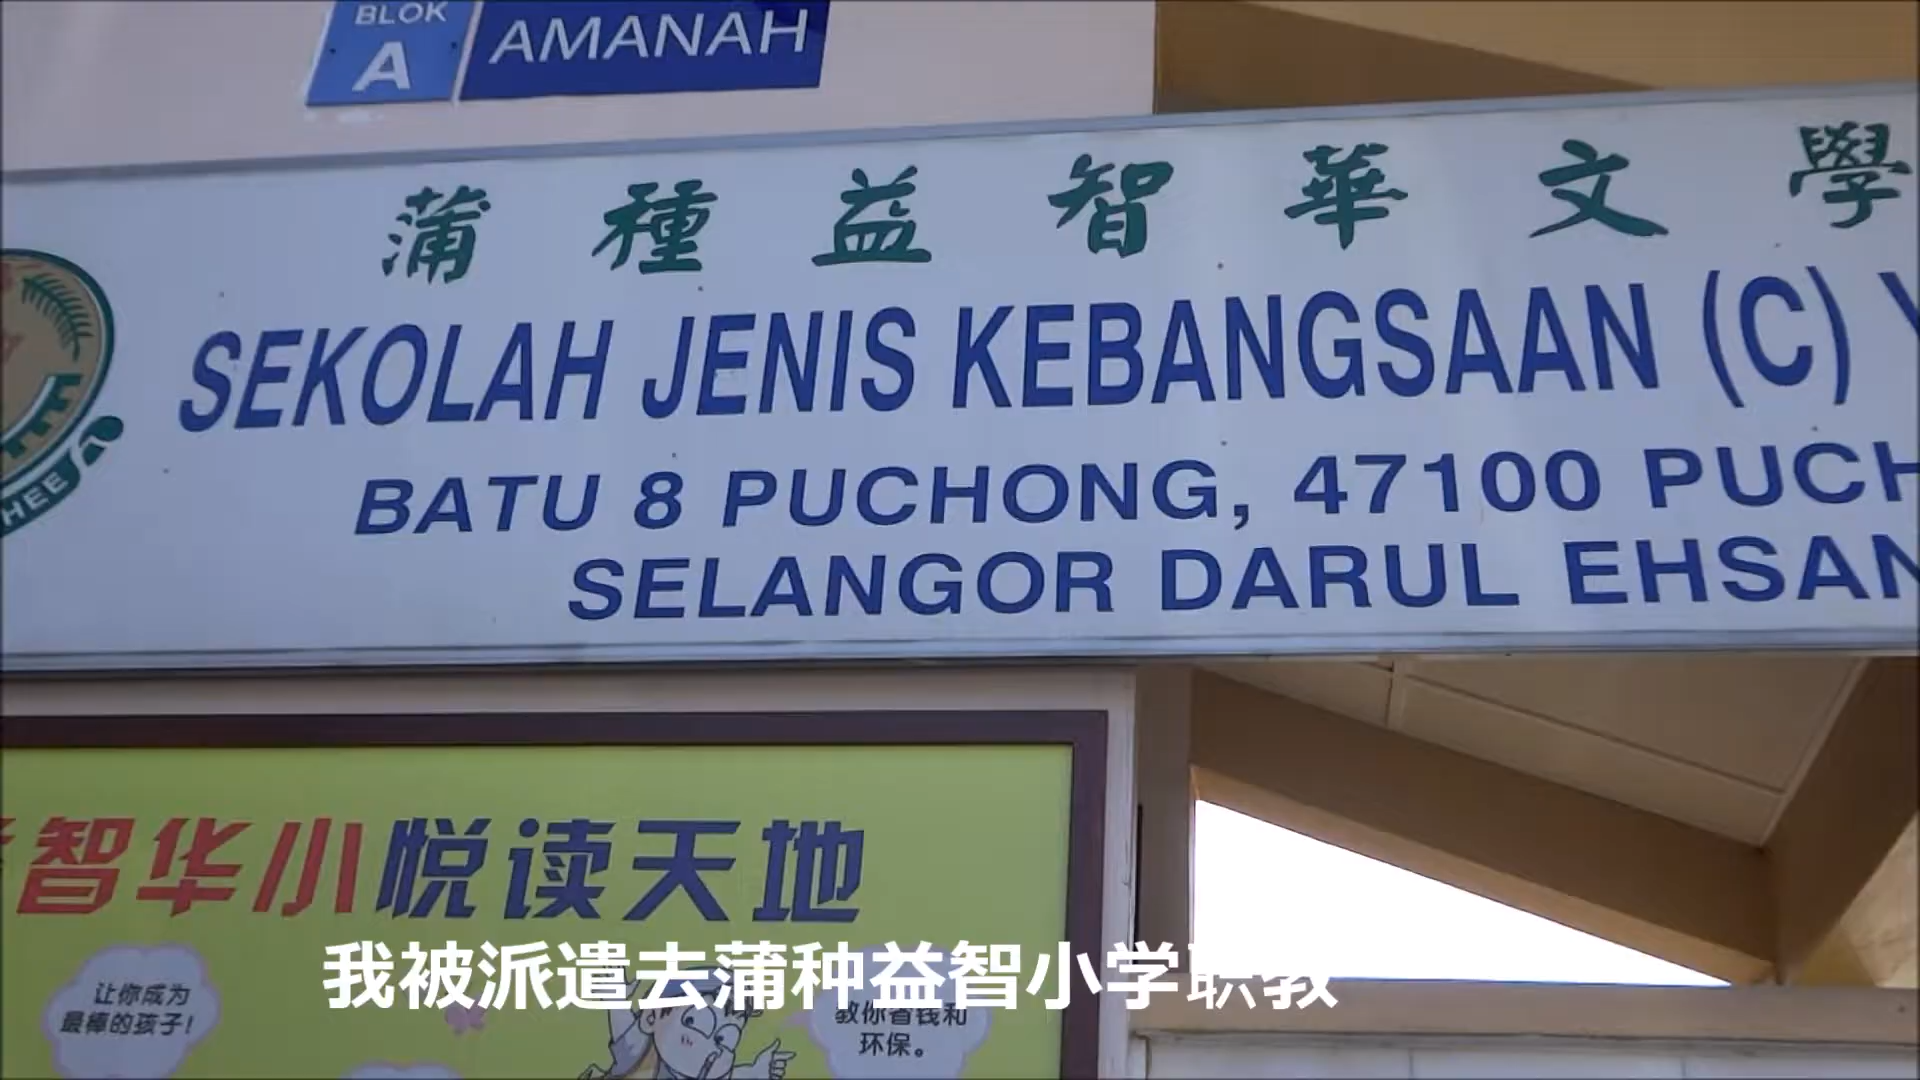 BLOK
A
AMANAH
蒲種益智華文學
SEKOLAH JENIS KEBANGSAAN (C)
BATU 8 PUCHONG, 47100 PUCH
SELANGOR DARUL EHSAN
HEE
智华小悦读天地
让你成为
最棒的孩子!
教你省钱和
环保。
我被派遣去蒲种益智小学职教